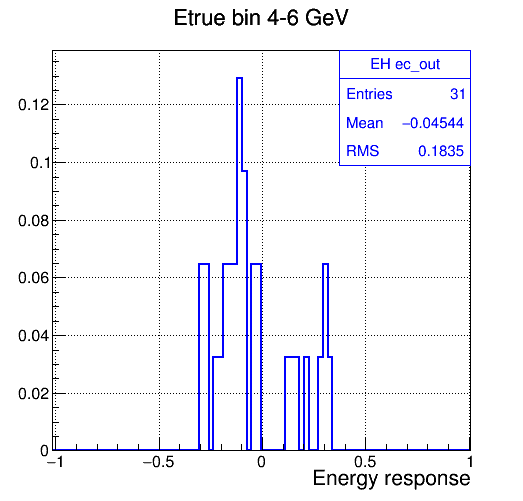 Etrue bin 4-6 GeV
EH ec_out
Entries 31
Mean −0.04544
RMS 0.1835
0.12
0.1
0.08
0.06
0.04
0.02
0
−1 −0.5 0 0.5 1
Energy response